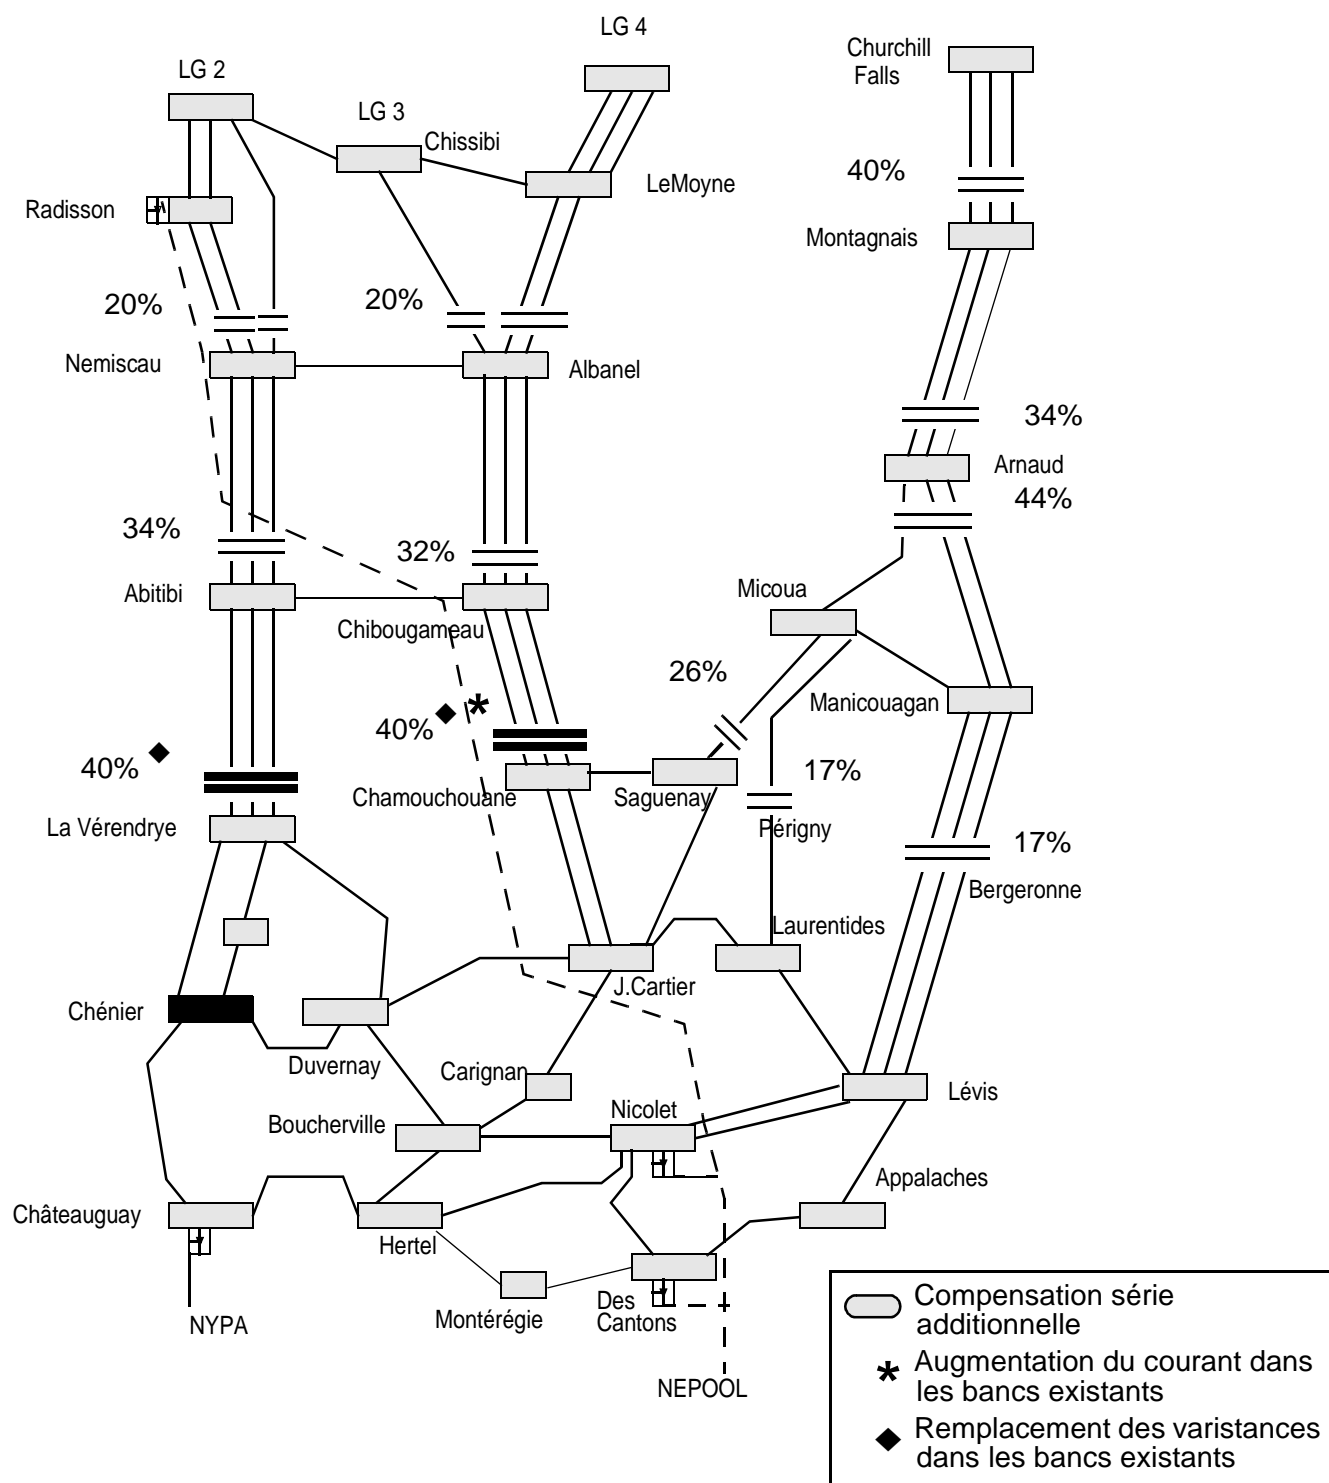 LG 4
Churchill
Falls
LG 2
LG 3
Chissibi
40%
LeMoyne
Radisson
Montagnais
20%
20%
Nemiscau
Albanel
34%
Arnaud
44%
34%
32%
Abitibi
Micoua
Chibougameau
26%
Manicouagan
40%
40%
17%
Chamouchouane
Saguenay
La Vérendrye
Périgny
17%
Bergeronne
Laurentides
J.Cartier
Chénier
Duvernay
Carignan
Lévis
Nicolet
Boucherville
Appalaches
Châteauguay
Hertel
Des
Cantons
Montérégie
NYPA
NEPOOL
Compensation série
additionnelle
* Augmentation du courant dans
les bancs existants
◆ Remplacement des varistances
dans les bancs existants